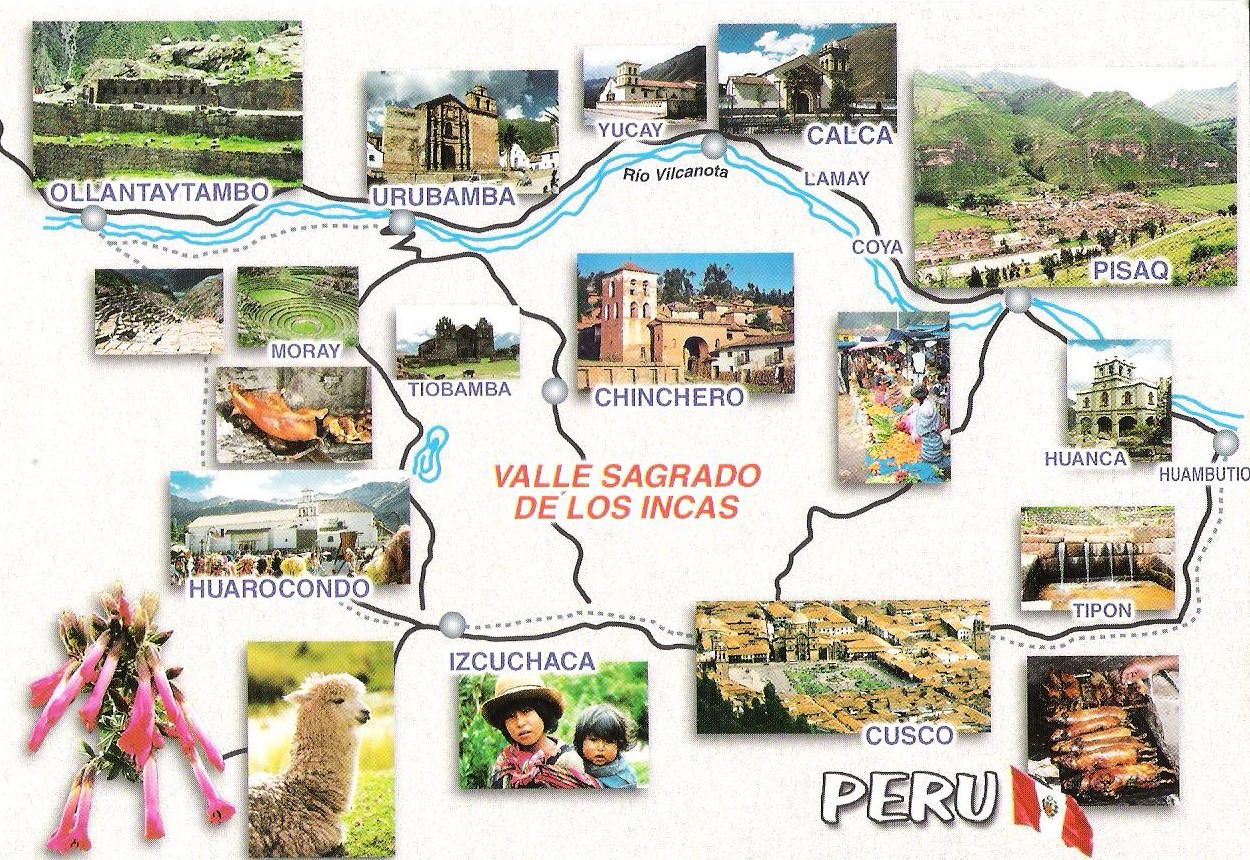 YUCAY
CALCA
OLLANTAYTAMBO
URUBAMBA
Río Vilcanota
LAMAY
COYA
PISAQ
MORAY
TIOBAMBA
CHINCHERO
HUANCA
HUAMBUTIO
VALLE SAGRADO
DE LOS INCAS
HUAROCONDO
TIPON
IZCUCHACA
CUSCO
PERU